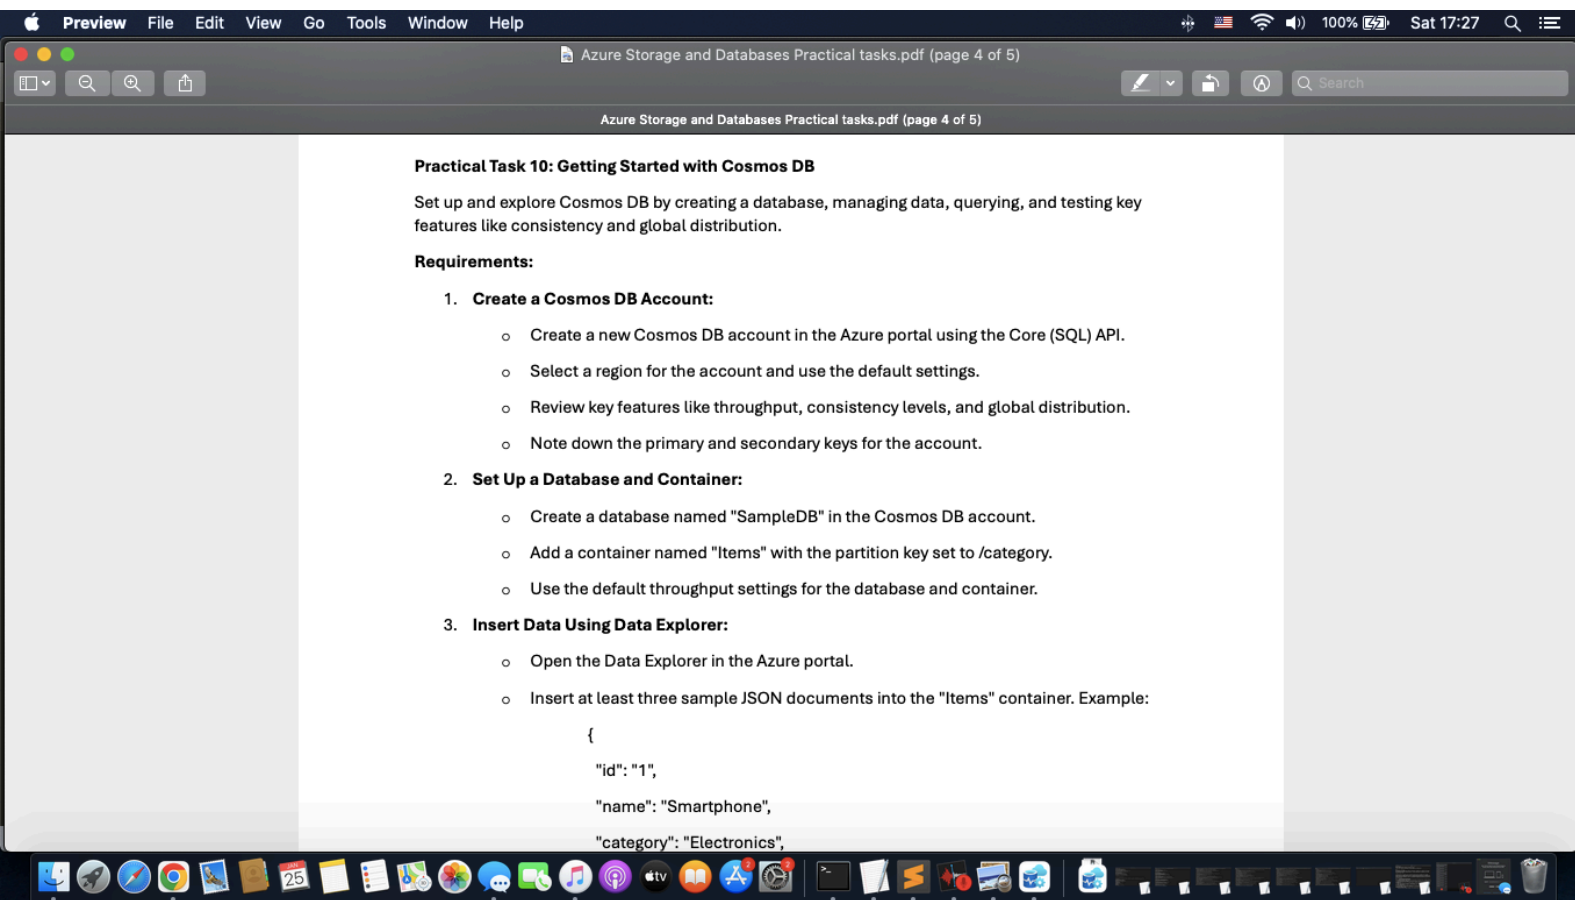 Preview File Edit View Go Tools Window Help 100% Sat 17:27
Azure Storage and Databases Practical tasks.pdf (page 4 of 5)
Search
Azure Storage and Databases Practical tasks.pdf (page 4 of 5)
Practical Task 10: Getting Started with Cosmos DB
Set up and explore Cosmos DB by creating a database, managing data, querying, and testing key
features like consistency and global distribution.
Requirements:
1. Create a Cosmos DB Account:
o Create a new Cosmos DB account in the Azure portal using the Core (SQL) API.
o Select a region for the account and use the default settings.
o Review key features like throughput, consistency levels, and global distribution.
o Note down the primary and secondary keys for the account.
2. Set Up a Database and Container:
o Create a database named "SampleDB" in the Cosmos DB account.
o Add a container named "Items" with the partition key set to /category.
o Use the default throughput settings for the database and container.
3. Insert Data Using Data Explorer:
o Open the Data Explorer in the Azure portal.
o Insert at least three sample JSON documents into the "Items" container. Example:
{
"id": "1",
"name": "Smartphone",
"category": "Electronics",
JAN
25
tv
2
2